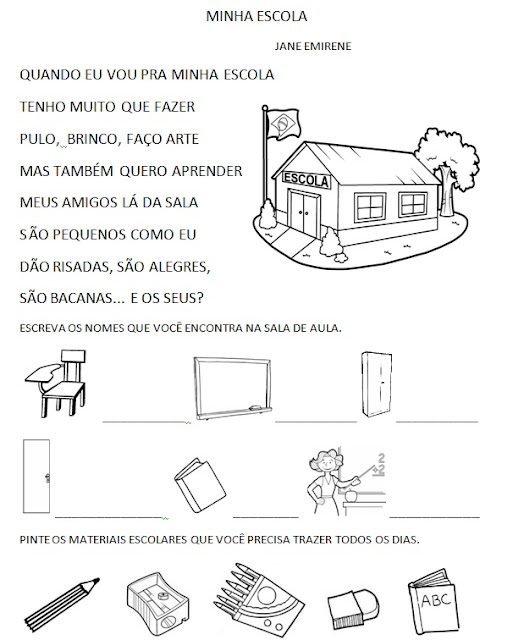 MINHA ESCOLA
JANE EMIRENE
QUANDO EU VOU PRA MINHA ESCOLA
TENHO MUITO QUE FAZER
PULO, BRINCO, FAÇO ARTE
MAS TAMBÉM QUERO APRENDER
MEUS AMIGOS LÁ DA SALA
SÃO PEQUENOS COMO EU
DÃO RISADAS, SÃO ALEGRES,
SÃO BACANAS... E OS SEUS?
ESCOLA
ESCREVA OS NOMES QUE VOCÊ ENCONTRA NA SALA DE AULA.
2
+2
PINTE OS MATERIAIS ESCOLARES QUE VOCÊ PRECISA TRAZER TODOS OS DIAS.
ABC